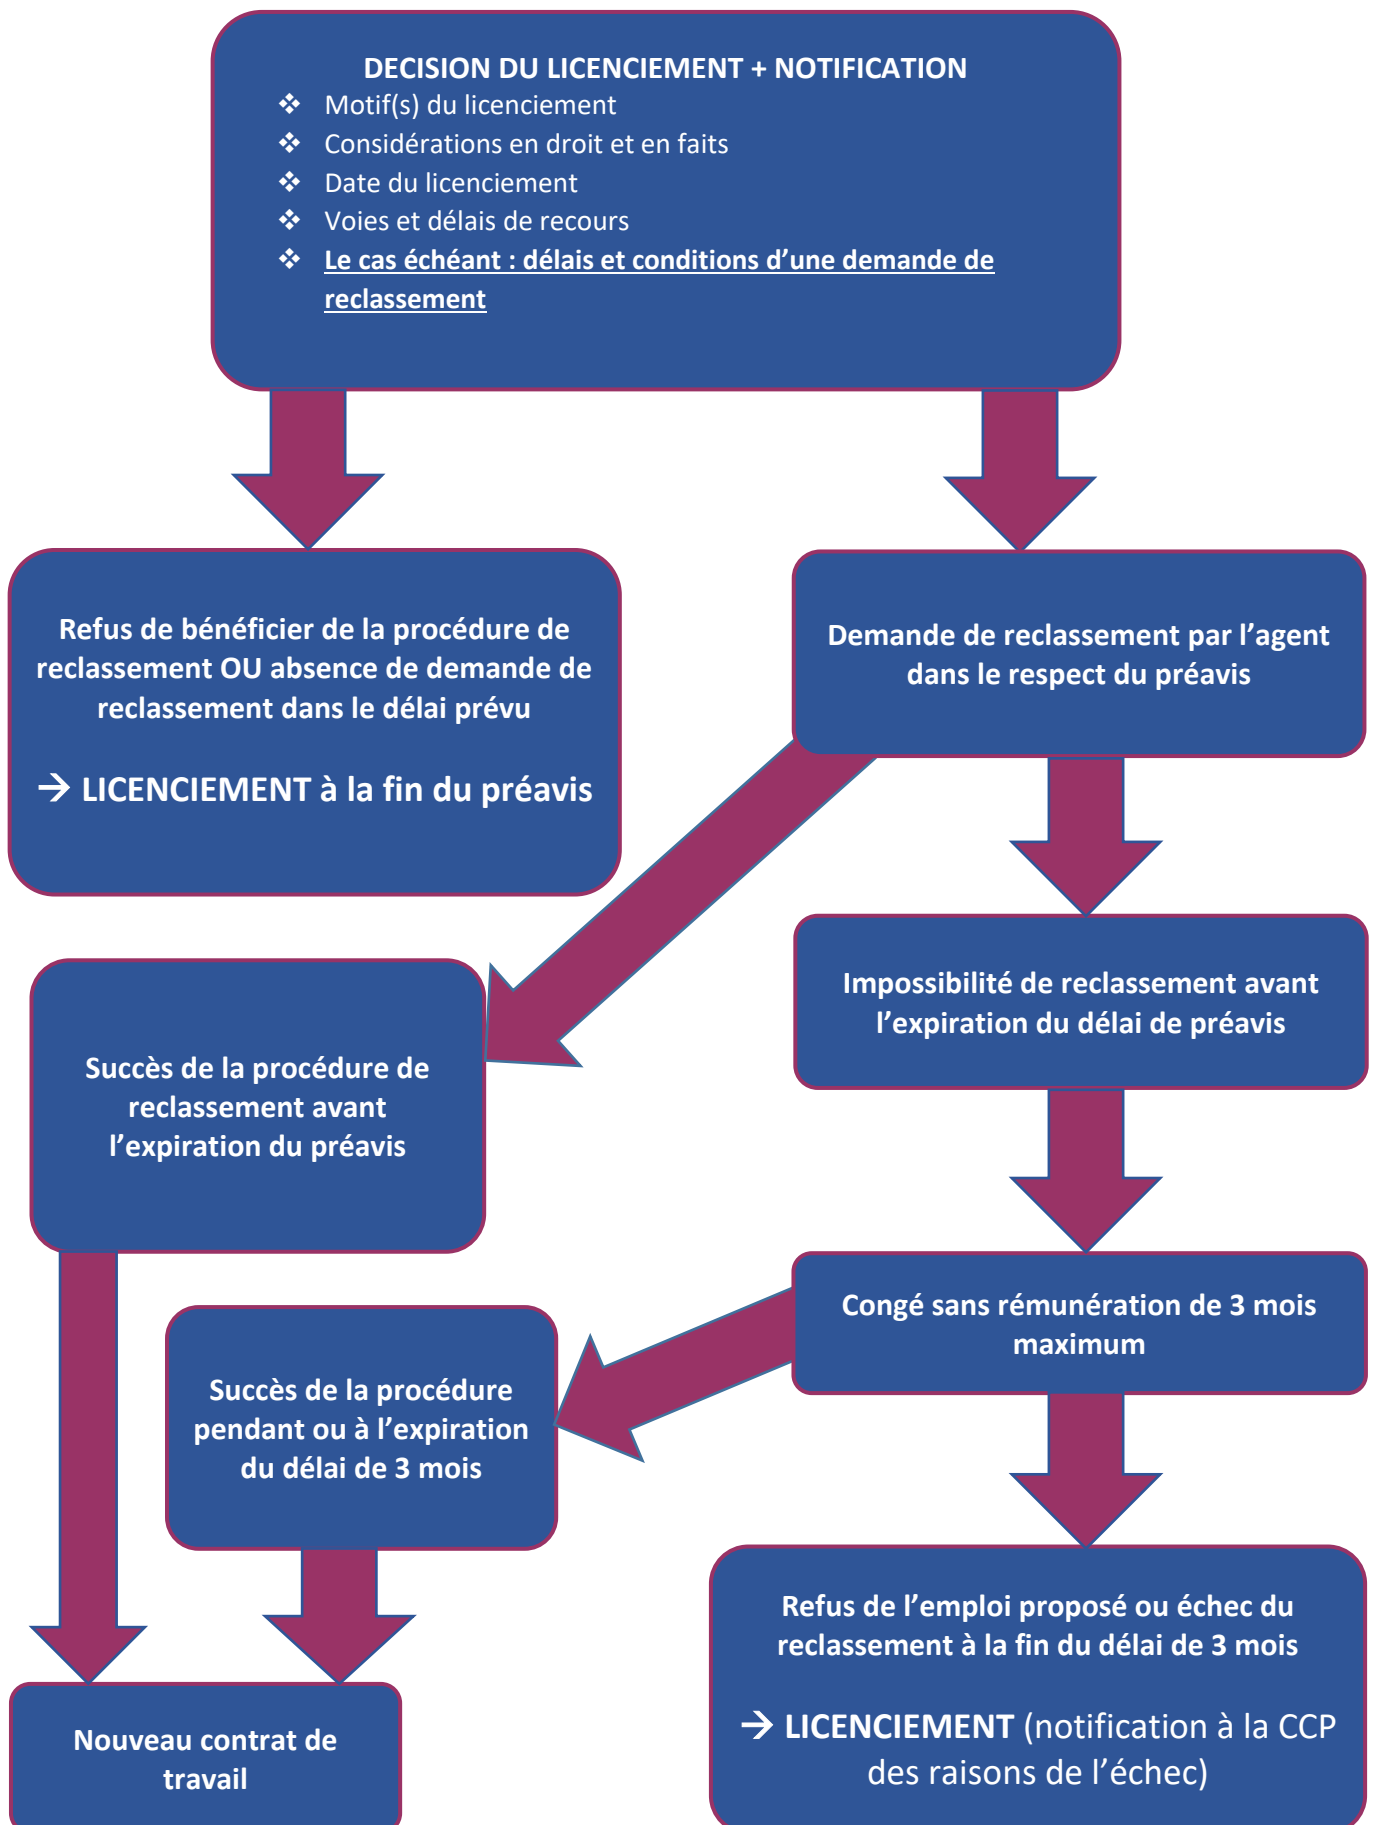 DECISION DU LICENCIEMENT + NOTIFICATION
❖ Motif(s) du licenciement
❖ Considérations en droit et en faits
❖ Date du licenciement
❖ Voies et délais de recours
❖ Le cas échéant : délais et conditions d’une demande de
reclassement
Refus de bénéficier de la procédure de
reclassement OU absence de demande de
reclassement dans le délai prévu
→ LICENCIEMENT à la fin du préavis
Demande de reclassement par l’agent
dans le respect du préavis
Impossibilité de reclassement avant
l’expiration du délai de préavis
Succès de la procédure de
reclassement avant
l’expiration du préavis
Congé sans rémunération de 3 mois
maximum
Succès de la procédure
pendant ou à l’expiration
du délai de 3 mois
Refus de l’emploi proposé ou échec du
reclassement à la fin du délai de 3 mois
→ LICENCIEMENT (notification à la CCP
des raisons de l’échec)
Nouveau contrat de
travail